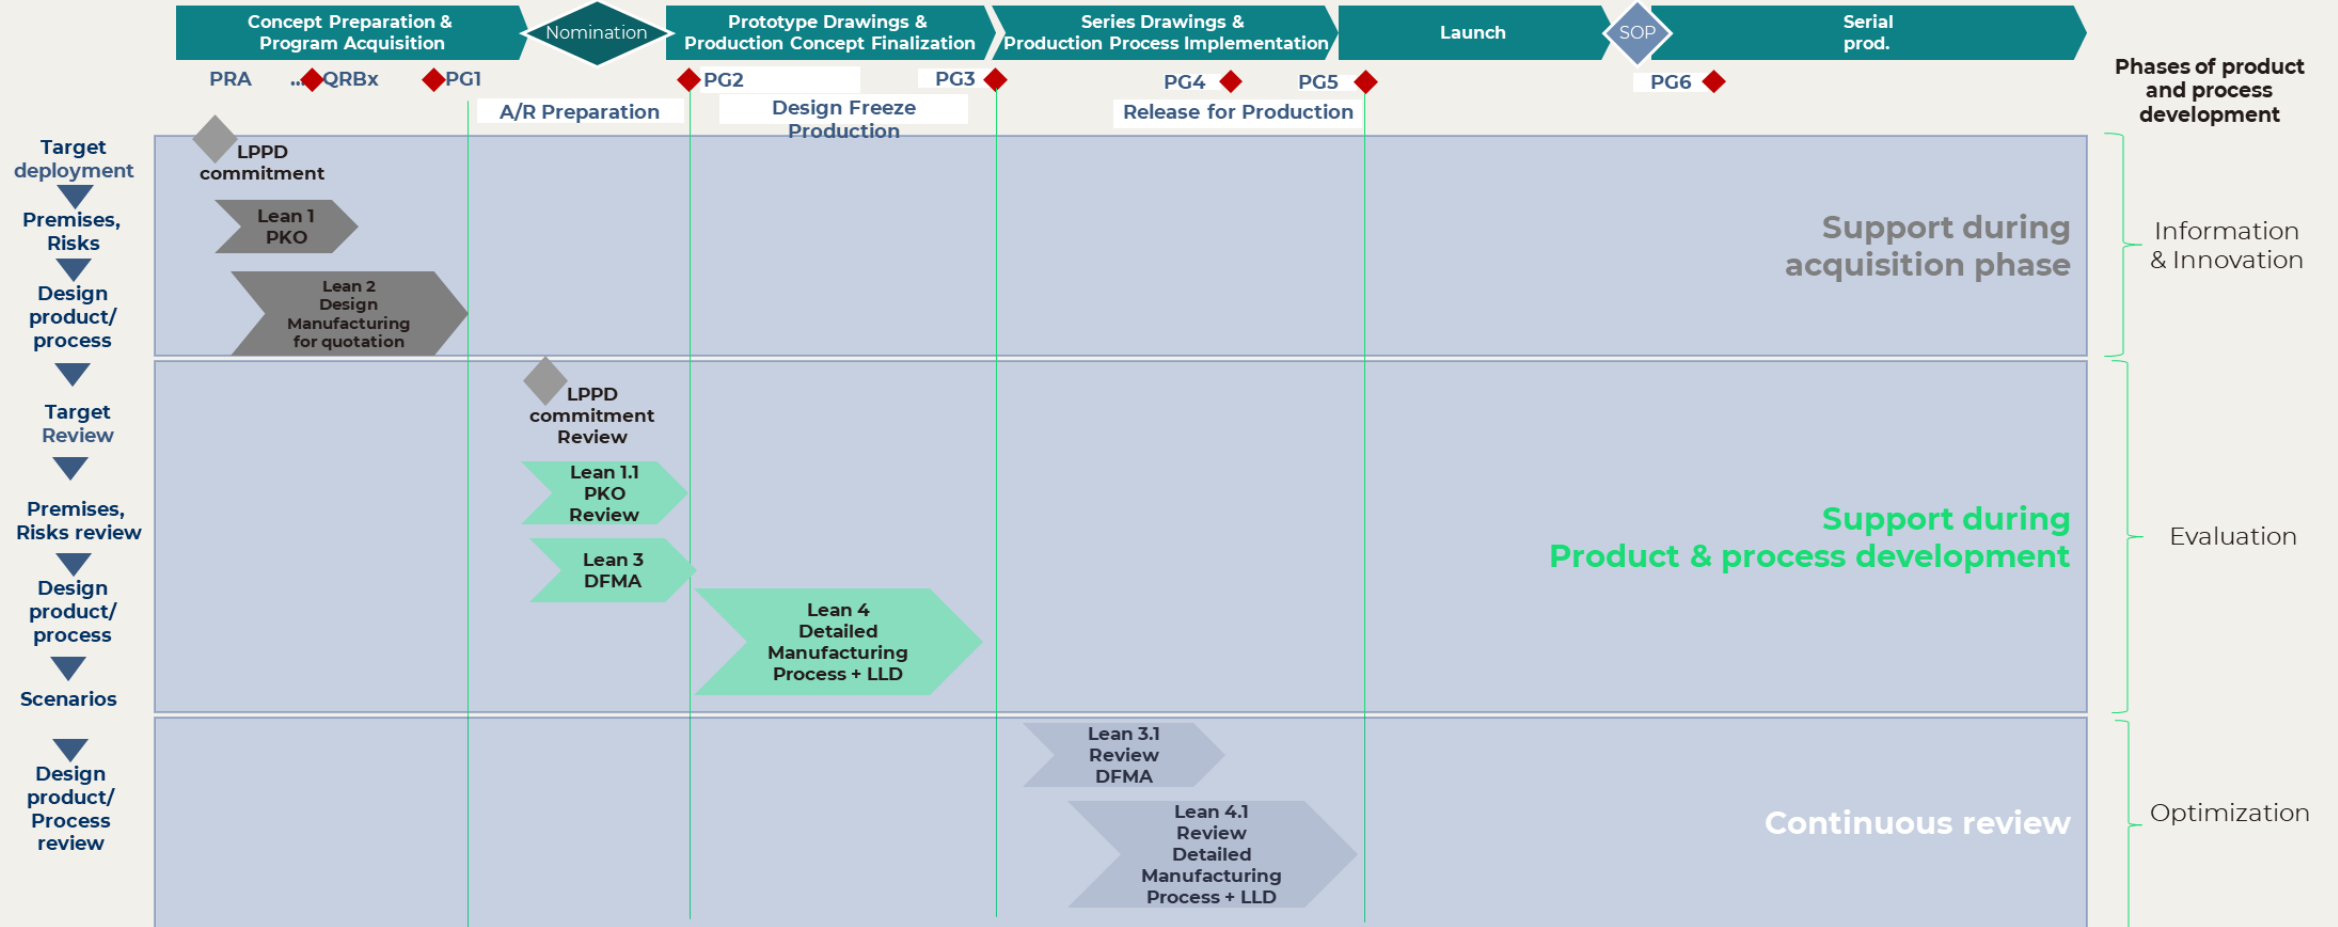 Concept Preparation &
Program Acquisition
Nomination
Prototype Drawings &
Production Concept Finalization
Series Drawings &
Production Process Implementation
Launch
SOP
Serial
prod.
PRA
...
QRBx
PG1
PG2
PG3
PG4
PG5
PG6
A/R Preparation
Design Freeze
Production
Release for Production
Phases of product
and process
development
Target
deployment
Premises,
Risks
Design
product/
process
LPPD
commitment
Lean 1
PKO
Lean 2
Design
Manufacturing
for quotation
Support during
acquisition phase
Information
& Innovation
Target
Review
Premises,
Risks review
Design
product/
process
Scenarios
LPPD
commitment
Review
Lean 1.1
PKO
Review
Lean 3
DFMA
Lean 4
Detailed
Manufacturing
Process + LLD
Support during
Product & process development
Evaluation
Design
product/
Process
review
Lean 3.1
Review
DFMA
Lean 4.1
Review
Detailed
Manufacturing
Process + LLD
Continuous review
Optimization